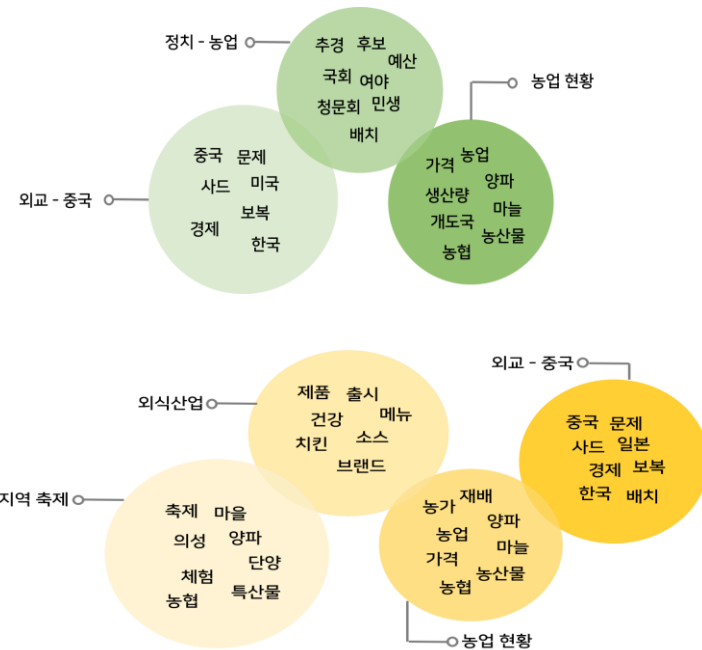 정치 - 농업
추경 후보
예산
국회 여야
청문회 민생
배치
농업 현황
가격 농업
양파
생산량
마늘
개도국
농산물
농협
외교 - 중국
중국 문제
사드 미국
보복
경제
한국
외식산업
제품 출시
메뉴
건강
치킨 소스
브랜드
외교 - 중국
중국 문제
사드 일본
경제 보복
한국 배치
지역 축제
축제 마을
의성 양파
단양
체험
특산물
농협
농가 재배
양파
농업
마늘
가격
농산물
농협
농업 현황